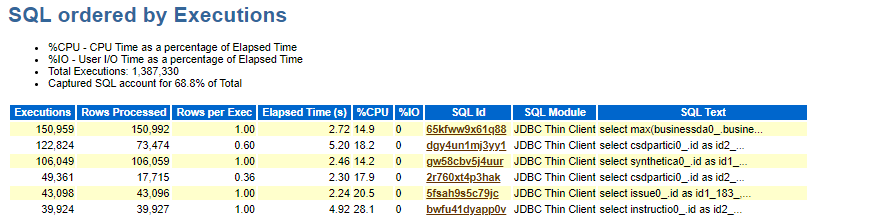 SQL ordered by Executions
%CPU - CPU Time as a percentage of Elapsed Time
%IO - User I/O Time as a percentage of Elapsed Time
Total Executions: 1,387,330
Captured SQL account for 68.8% of Total
Executions Rows Processed Rows per Exec Elapsed Time (s) %CPU %IO SQL Id SQL Module SQL Text
150,959 150,992 1.00 2.72 14.9 0 65kfww9x61q88 JDBC Thin Client select max(businessda0_.busine...
122,824 73,474 0.60 5.20 18.2 0 dgy4un1mj3yy1 JDBC Thin Client select csdpartici0_.id as id2_...
106,049 106,059 1.00 2.46 14.2 0 gw58cbv5j4uur JDBC Thin Client select synthetica0_.id as id1_...
49,361 17,715 0.36 2.30 17.9 0 2r760xt4p3hak JDBC Thin Client select csdpartici0_.id as id2_...
43,098 43,096 1.00 2.24 20.5 0 5fsah9s5c79jc JDBC Thin Client select issue0_.id as id1_183_...
39,924 39,927 1.00 4.92 28.1 0 bwfu41dyapp0v JDBC Thin Client select instructio0_.id as id2_...